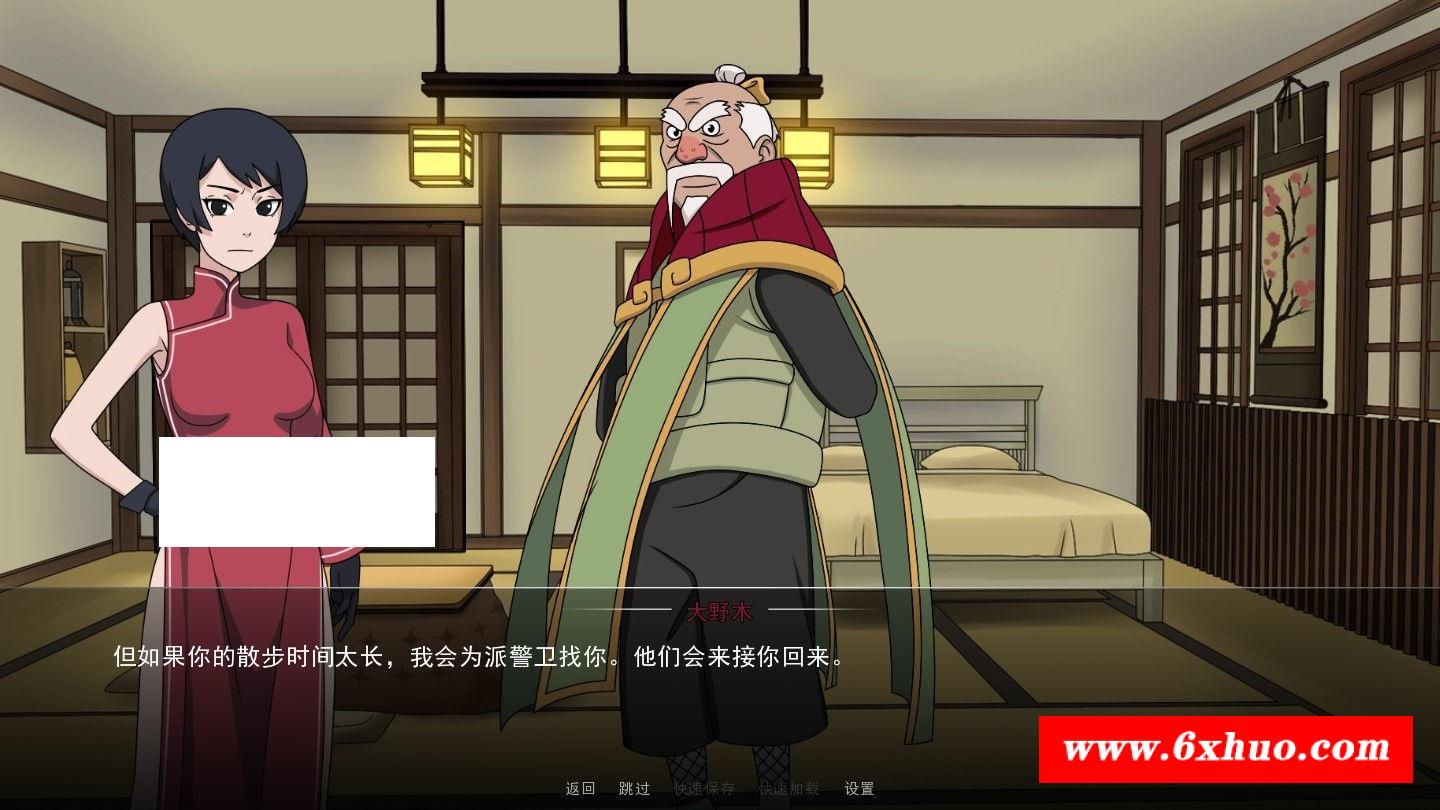 大野木
但如果你的散步时间太长，我会为派警卫找你。他们会来接你回来。
www.6xhuo.com
返回 跳过 快速保存 快速加载 设置